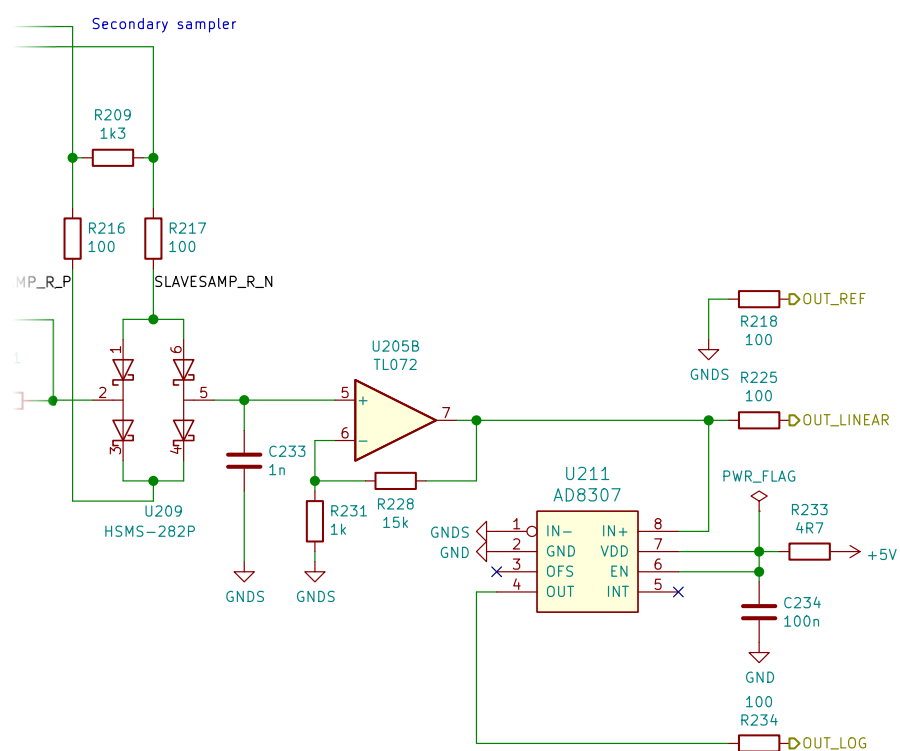 Secondary sampler
R209
1k3
R216
100
R217
100
MP_R_P
SLAVESAMP_R_N
1
6
2
5
3
4
U209
HSMS-282P
C233
1n
GNDS
U205B
TL072
5
+
6
-
7
R228
15k
R231
1k
GNDS
OUT_REF
R218
100
GNDS
R225
100
OUT_LINEAR
PWR_FLAG
R233
4R7
+5V
U211
AD8307
GNDS 1 IN- IN+ 8
GND 2 GND VDD 7
3 OFS EN 6
4 OUT INT 5
C234
100n
GND
100
R234
OUT_LOG